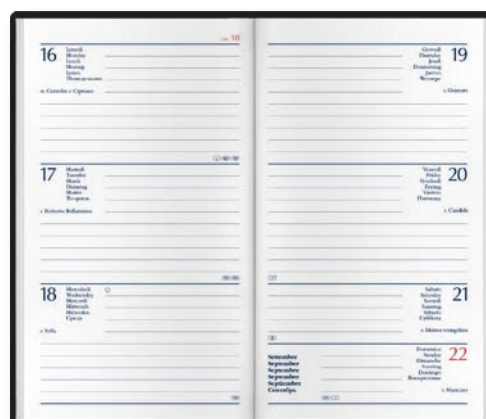 38
16
Lunedì
Monday
Lundi
Montag
Lunes
Понедельник
ss. Cornelio e Cipriano
17
Martedì
Tuesday
Mardi
Dienstag
Martes
Вторник
s. Roberto Bellarmino
18
Mercoledì
Wednesday
Mercredi
Mittwoch
Miércoles
Среда
s. Sofia
Giovedì
Thursday
Jeudi
Donnerstag
Jueves
Четверг
19
s. Gennaro
Venerdì
Friday
Vendredi
Freitag
Viernes
Пятница
20
s. Candida
Sabato
Saturday
Samedi
Samstag
Sábado
Суббота
21
s. Matteo evangelista
Settembre
September
Septembre
September
Septiembre
Сентябрь
Domenica
Sunday
Dimanche
Sonntag
Domingo
Воскресенье
22
s. Maurizio